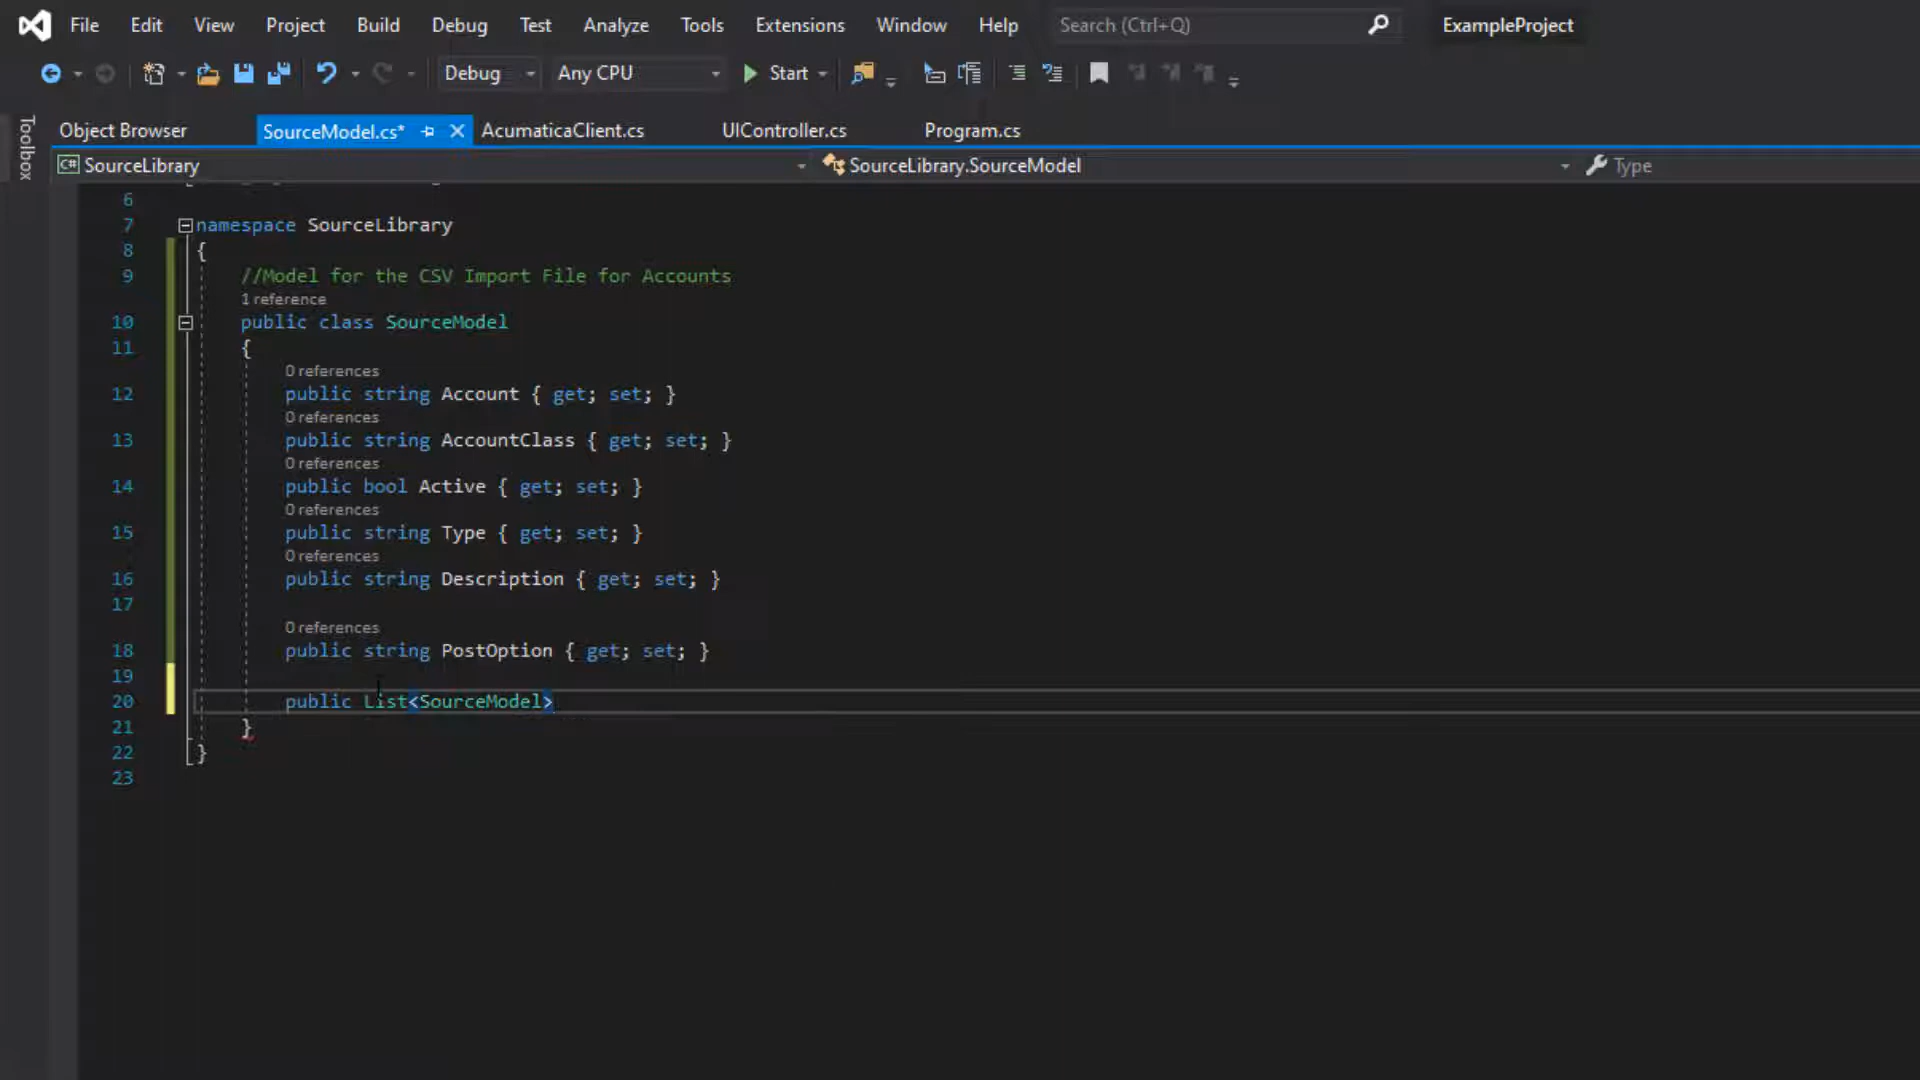 File Edit View Project Build Debug Test Analyze Tools Extensions Window Help Search (Ctrl+Q) ExampleProject
Debug Any CPU Start
Toolbox
Object Browser SourceModel.cs* AcumaticaClient.cs UIController.cs Program.cs
C# SourceLibrary SourceLibrary.SourceModel Type
6
7 namespace SourceLibrary
8 {
9 //Model for the CSV Import File for Accounts
1 reference
10 public class SourceModel
11 {
0 references
12 public string Account { get; set; }
0 references
13 public string AccountClass { get; set; }
0 references
14 public bool Active { get; set; }
0 references
15 public string Type { get; set; }
0 references
16 public string Description { get; set; }
17
0 references
18 public string PostOption { get; set; }
19
20 public List<SourceModel>
21 }
22 }
23